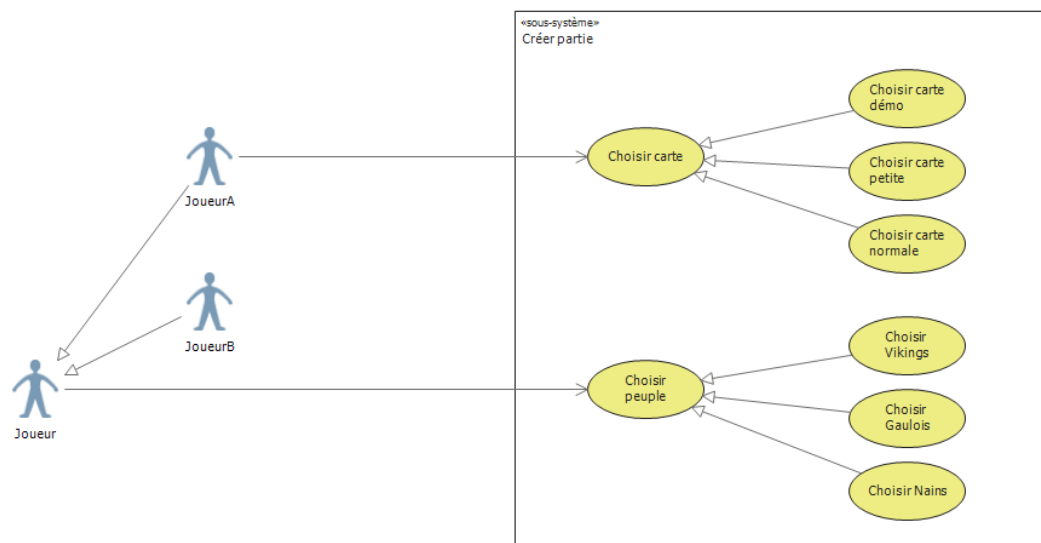 «sous-système»
Créer partie
Choisir carte
démo
JoueurA
Choisir carte
Choisir carte
petite
Choisir carte
normale
JoueurB
Choisir
Vikings
Joueur
Choisir
peuple
Choisir
Gaulois
Choisir Nains